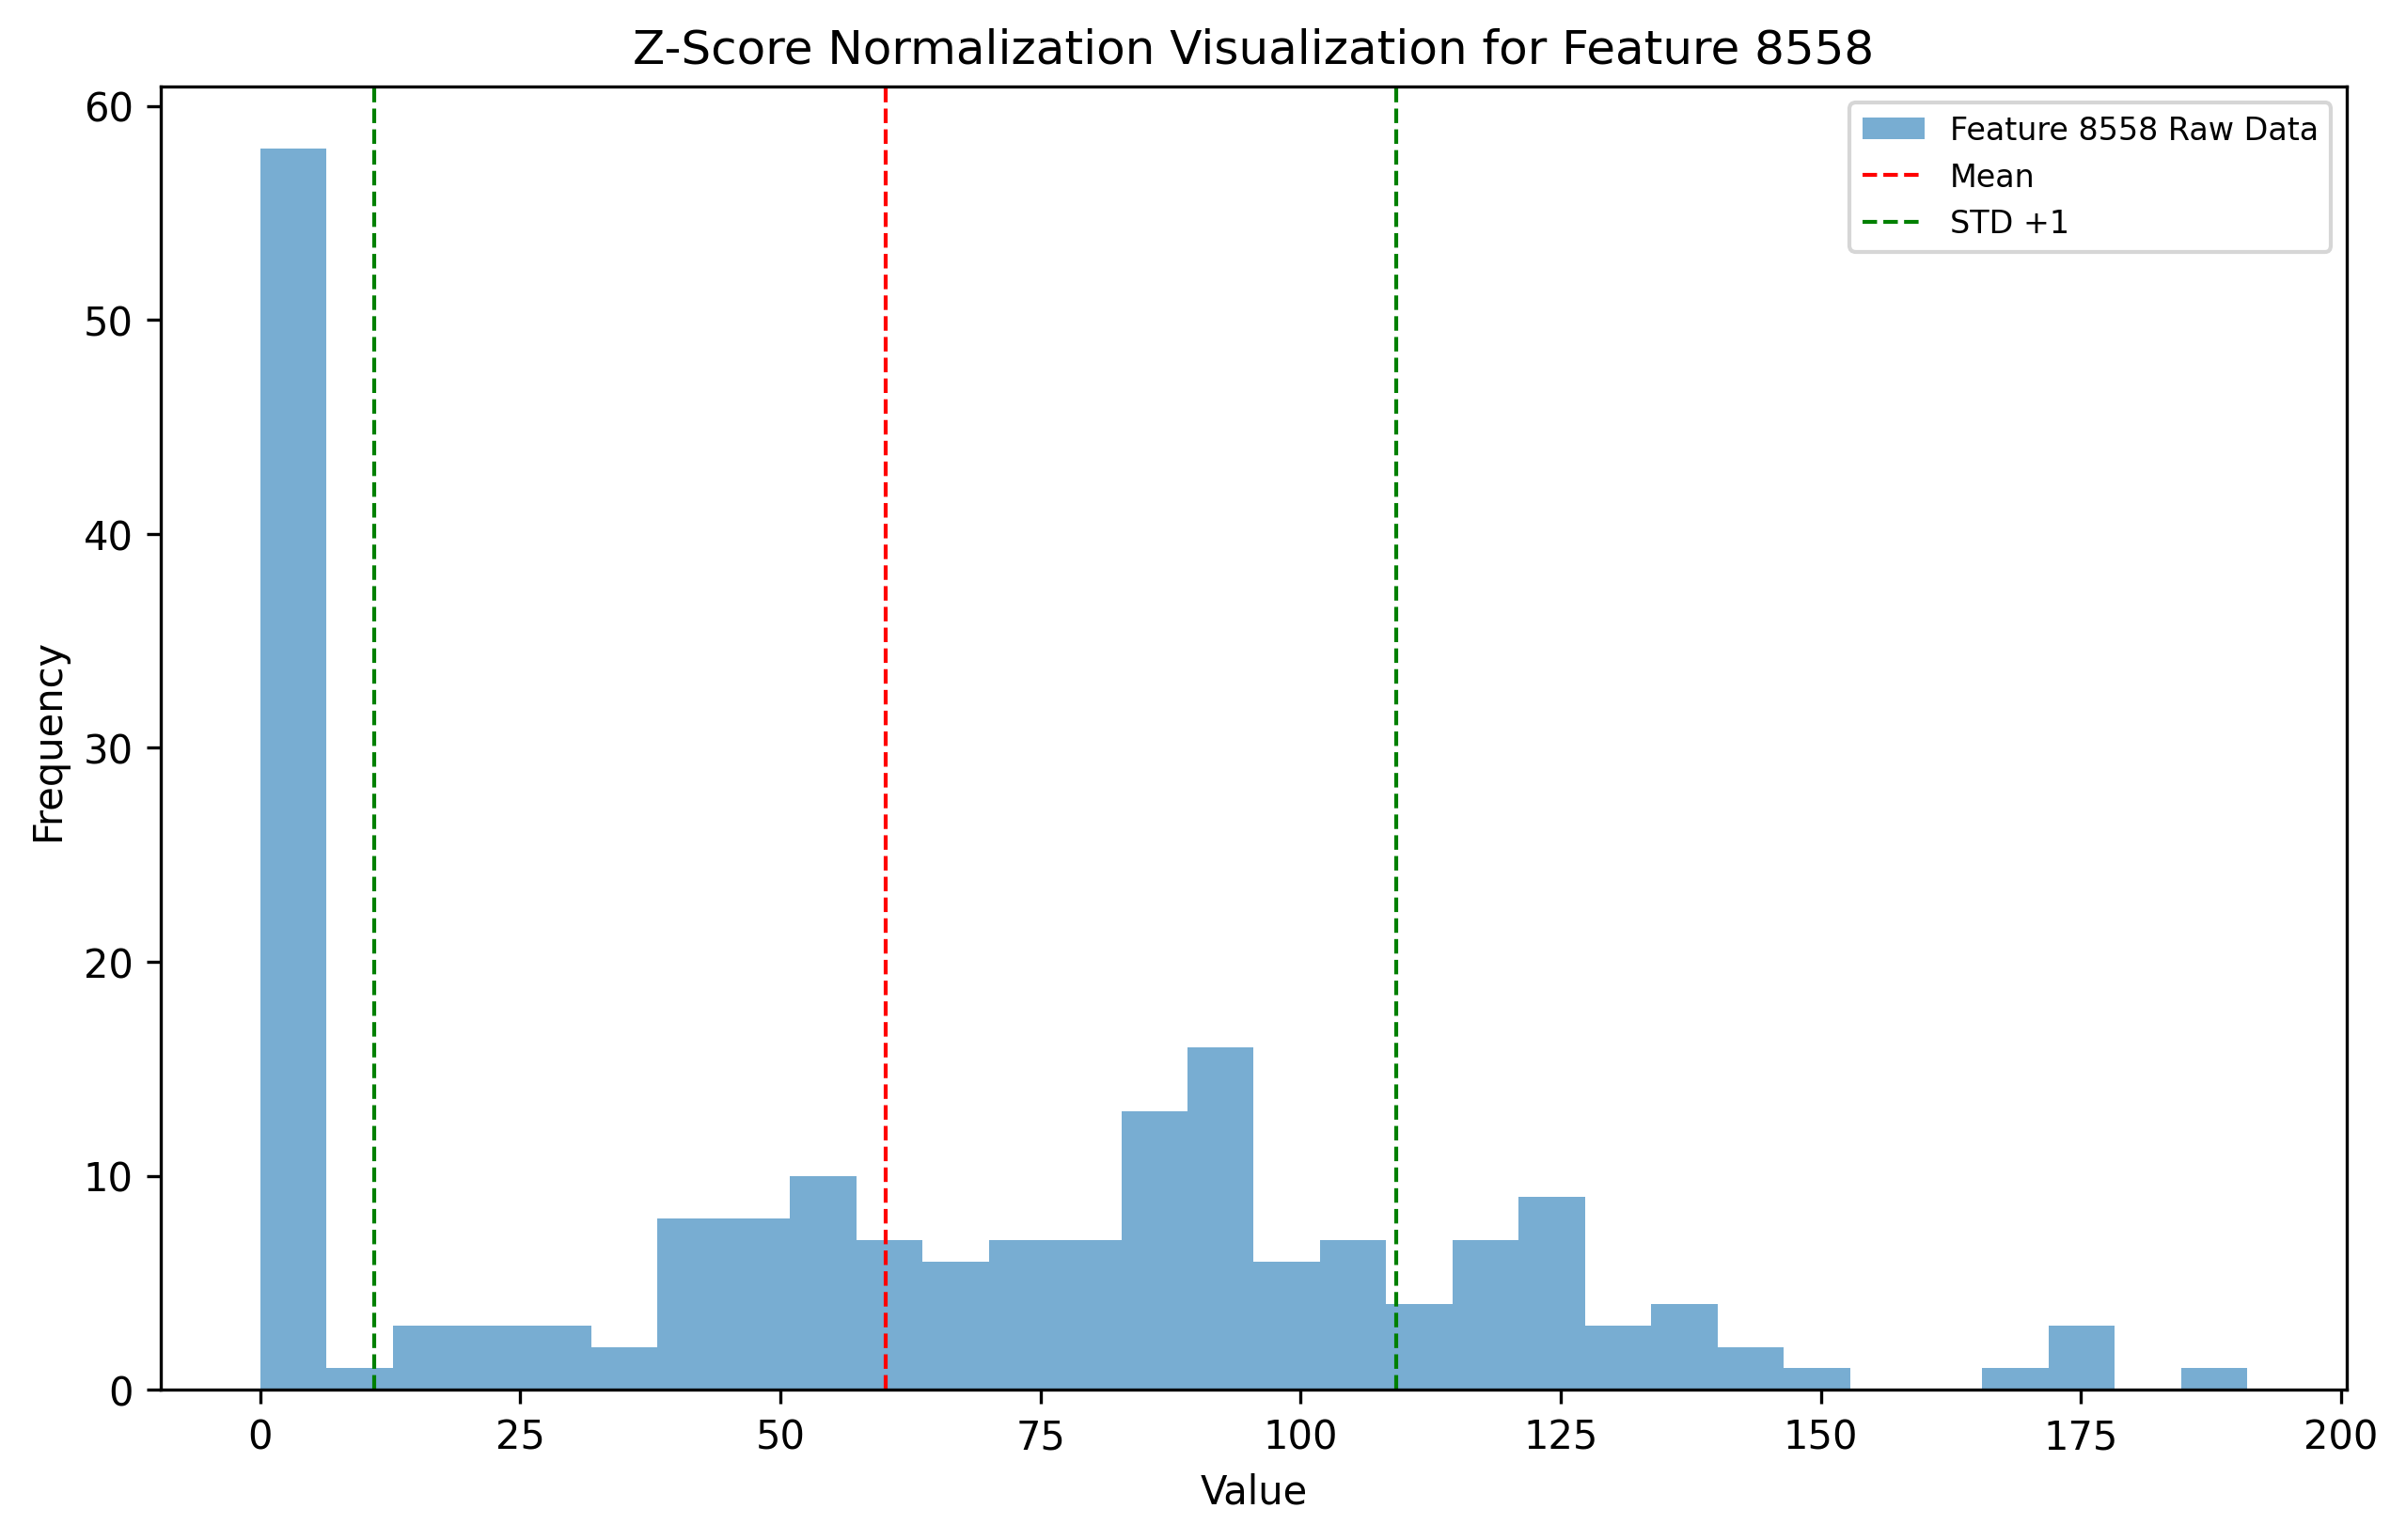 Z-Score Normalization Visualization for Feature 8558
Feature 8558 Raw Data
Mean
STD +1
60
50
40
30
20
10
0
Frequency
0 25 50 75 100 125 150 175 200
Value